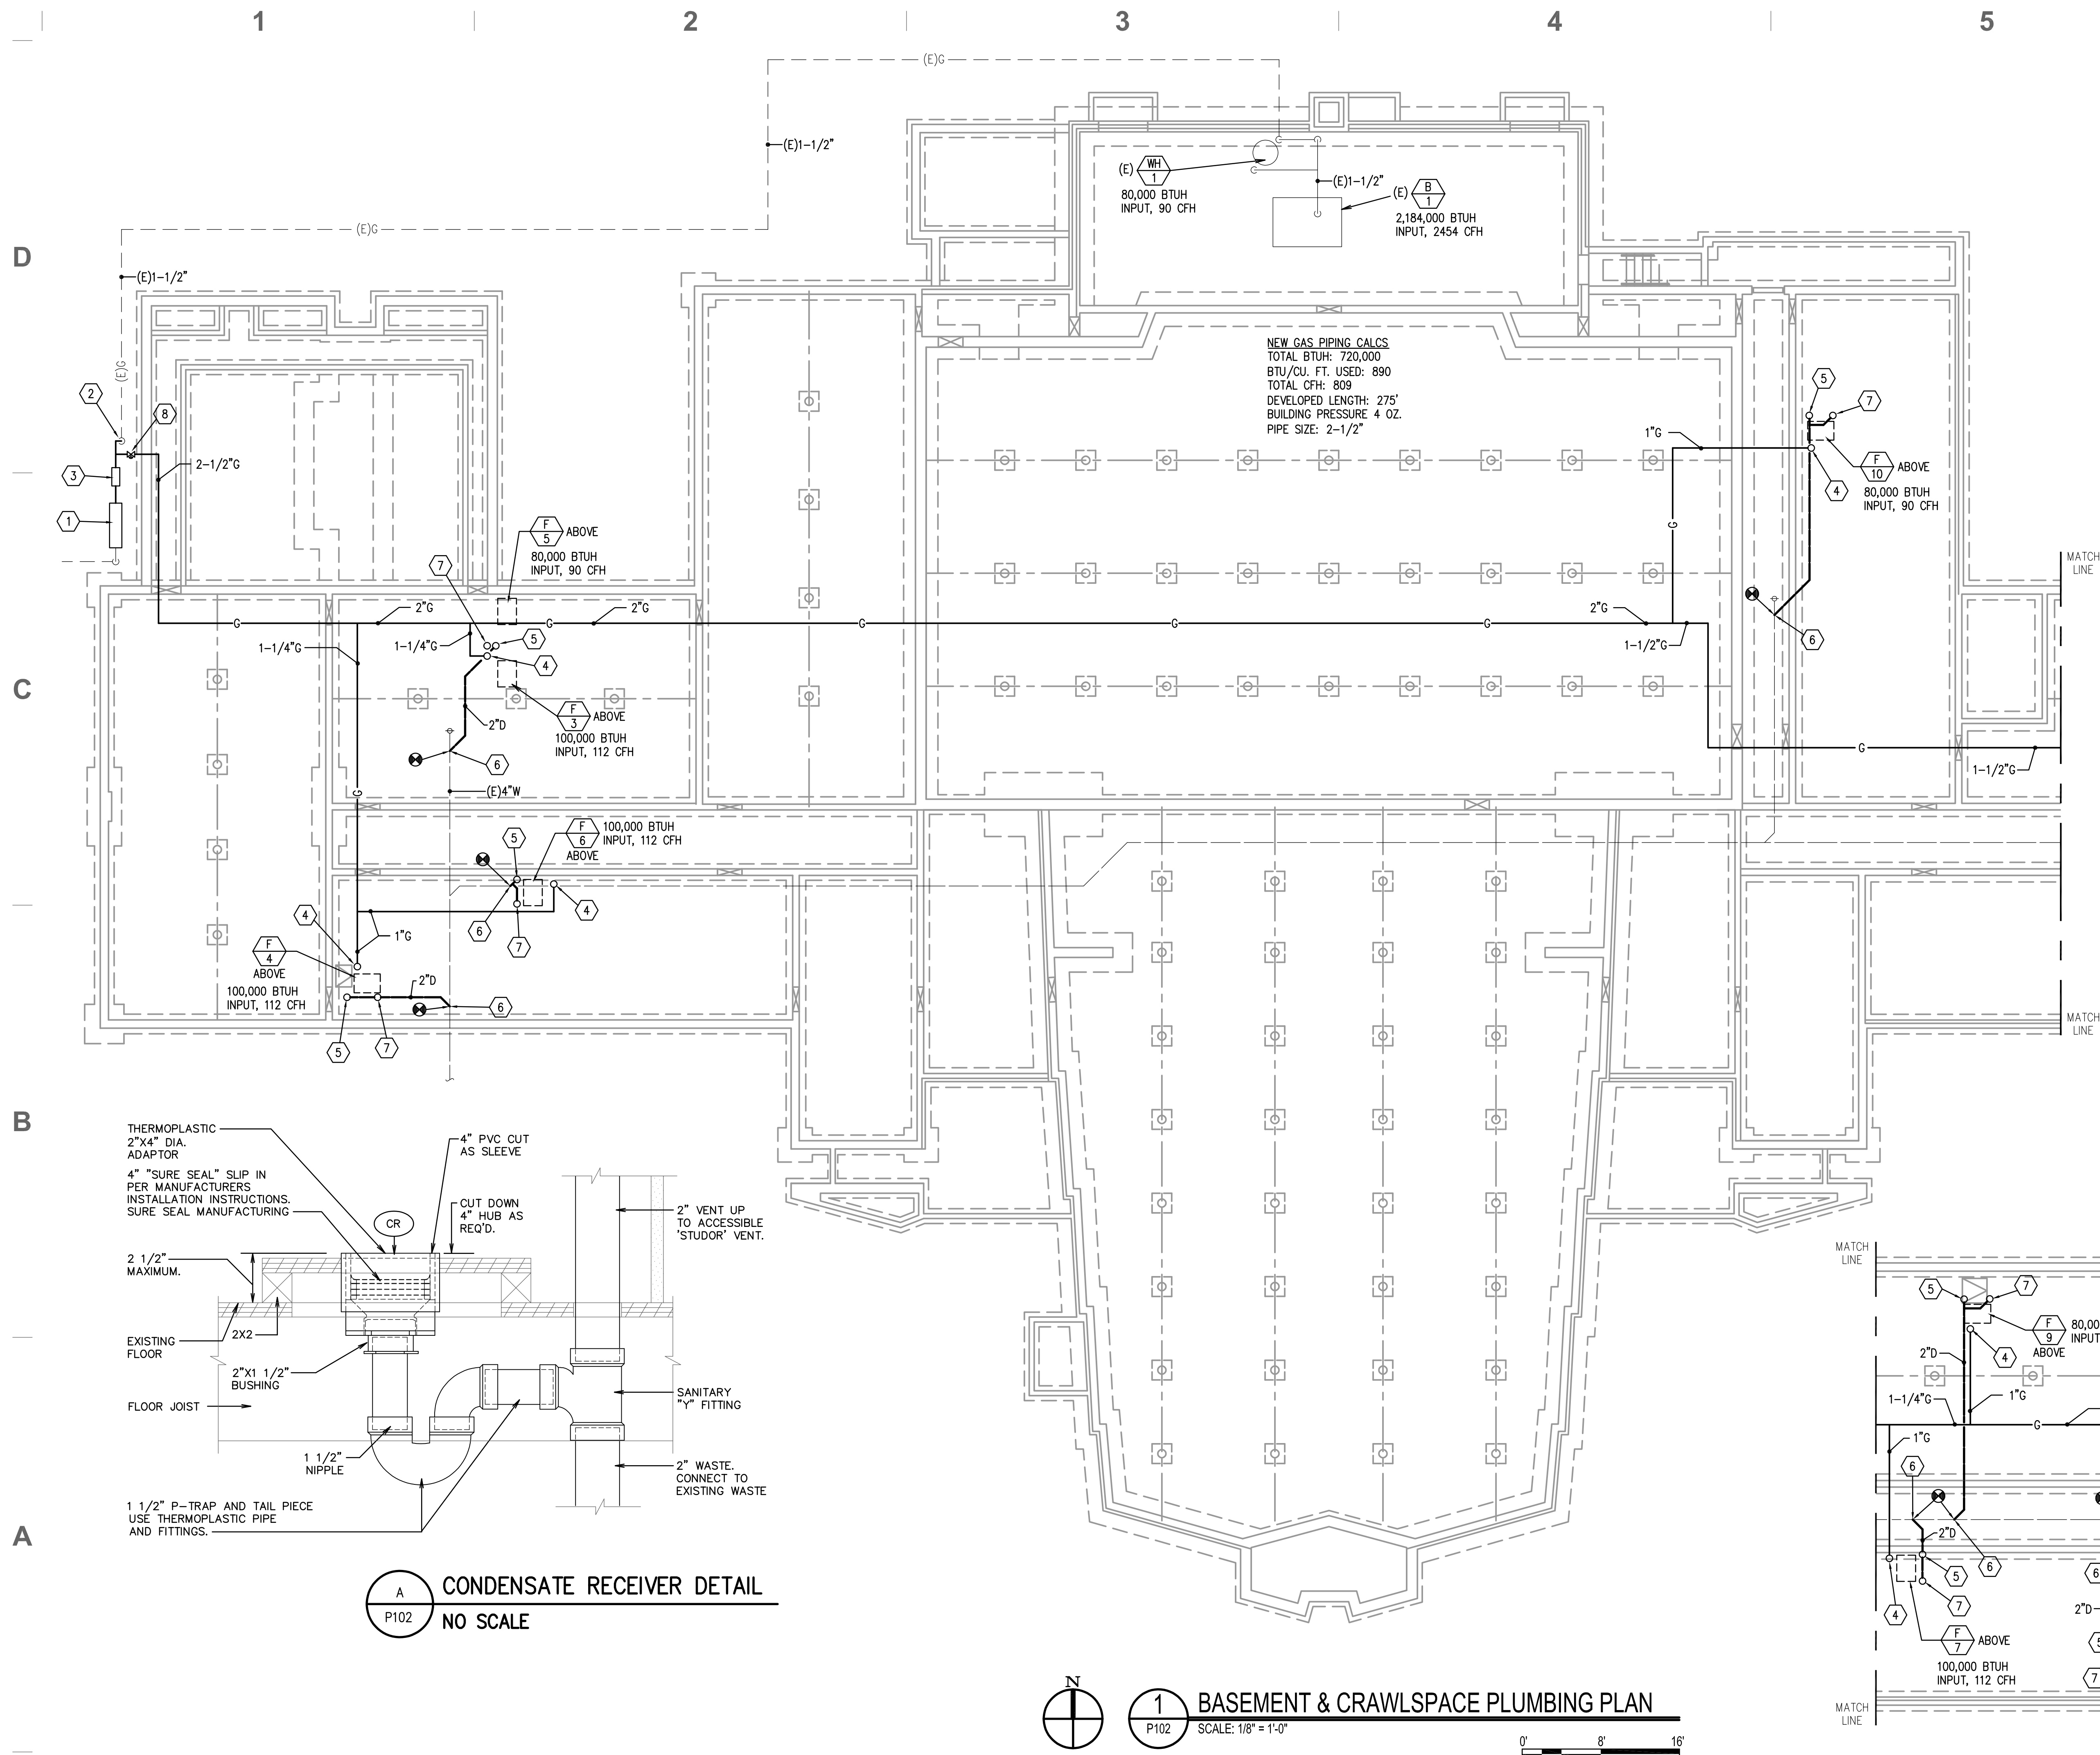 1
2
3
4
5
D
C
B
A
(E)G
(E)1-1/2"
(E)G
(E)1-1/2"
(E)G
(E)
WH
1
80,000 BTUH
INPUT, 90 CFH
(E)1-1/2"
(E)
B
1
2,184,000 BTUH
INPUT, 2454 CFH
NEW GAS PIPING CALCS
TOTAL BTUH: 720,000
BTU/CU. FT. USED: 890
TOTAL CFH: 809
DEVELOPED LENGTH: 275'
BUILDING PRESSURE 4 OZ.
PIPE SIZE: 2-1/2"
2
8
3
1
2-1/2"G
F
5
ABOVE
80,000 BTUH
INPUT, 90 CFH
7
2"G
G
G
2"G
G
G
G
2"G
1-1/4"G
1-1/4"G
5
4
2"D
F
3
ABOVE
100,000 BTUH
INPUT, 112 CFH
6
(E)4"W
G
F
6
ABOVE
100,000 BTUH
INPUT, 112 CFH
5
4
6
7
4
1"G
F
4
ABOVE
100,000 BTUH
INPUT, 112 CFH
2"D
6
5
7
1"G
G
5
7
F
10
ABOVE
80,000 BTUH
INPUT, 90 CFH
4
6
1-1/2"G
G
1-1/2"G
MATCH
LINE
MATCH
LINE
THERMOPLASTIC
2"X4" DIA.
ADAPTOR
4" "SURE SEAL" SLIP IN
PER MANUFACTURERS
INSTALLATION INSTRUCTIONS.
SURE SEAL MANUFACTURING
2 1/2"
MAXIMUM.
EXISTING
FLOOR
2X2
2"X1 1/2"
BUSHING
FLOOR JOIST
1 1/2"
NIPPLE
1 1/2" P-TRAP AND TAIL PIECE
USE THERMOPLASTIC PIPE
AND FITTINGS.
CR
4" PVC CUT
AS SLEEVE
CUT DOWN
4" HUB AS
REQ'D.
2" VENT UP
TO ACCESSIBLE
'STUDOR' VENT.
SANITARY
"Y" FITTING
2" WASTE.
CONNECT TO
EXISTING WASTE
A
P102
CONDENSATE RECEIVER DETAIL
NO SCALE
MATCH
LINE
5
7
F
9
ABOVE
80,00
INPUT
4
2"D
1-1/4"G
1"G
G
1"G
6
2"D
6
5
7
4
F
7
ABOVE
100,000 BTUH
INPUT, 112 CFH
6
2"D
5
7
MATCH
LINE
N
1
P102
BASEMENT & CRAWLSPACE PLUMBING PLAN
SCALE: 1/8" = 1'-0"
0'
8'
16'